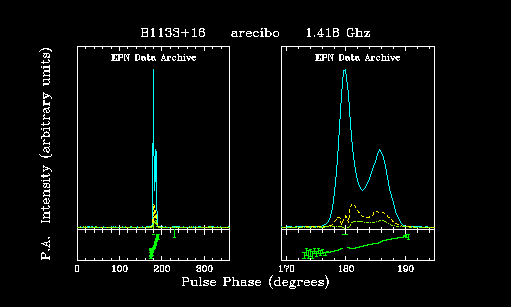 B1133+16 arecibo 1.418 Ghz
EPN Data Archive EPN Data Archive
Intensity (arbitrary units)
P.A.
0 100 200 300 170 180 190
Pulse Phase (degrees)